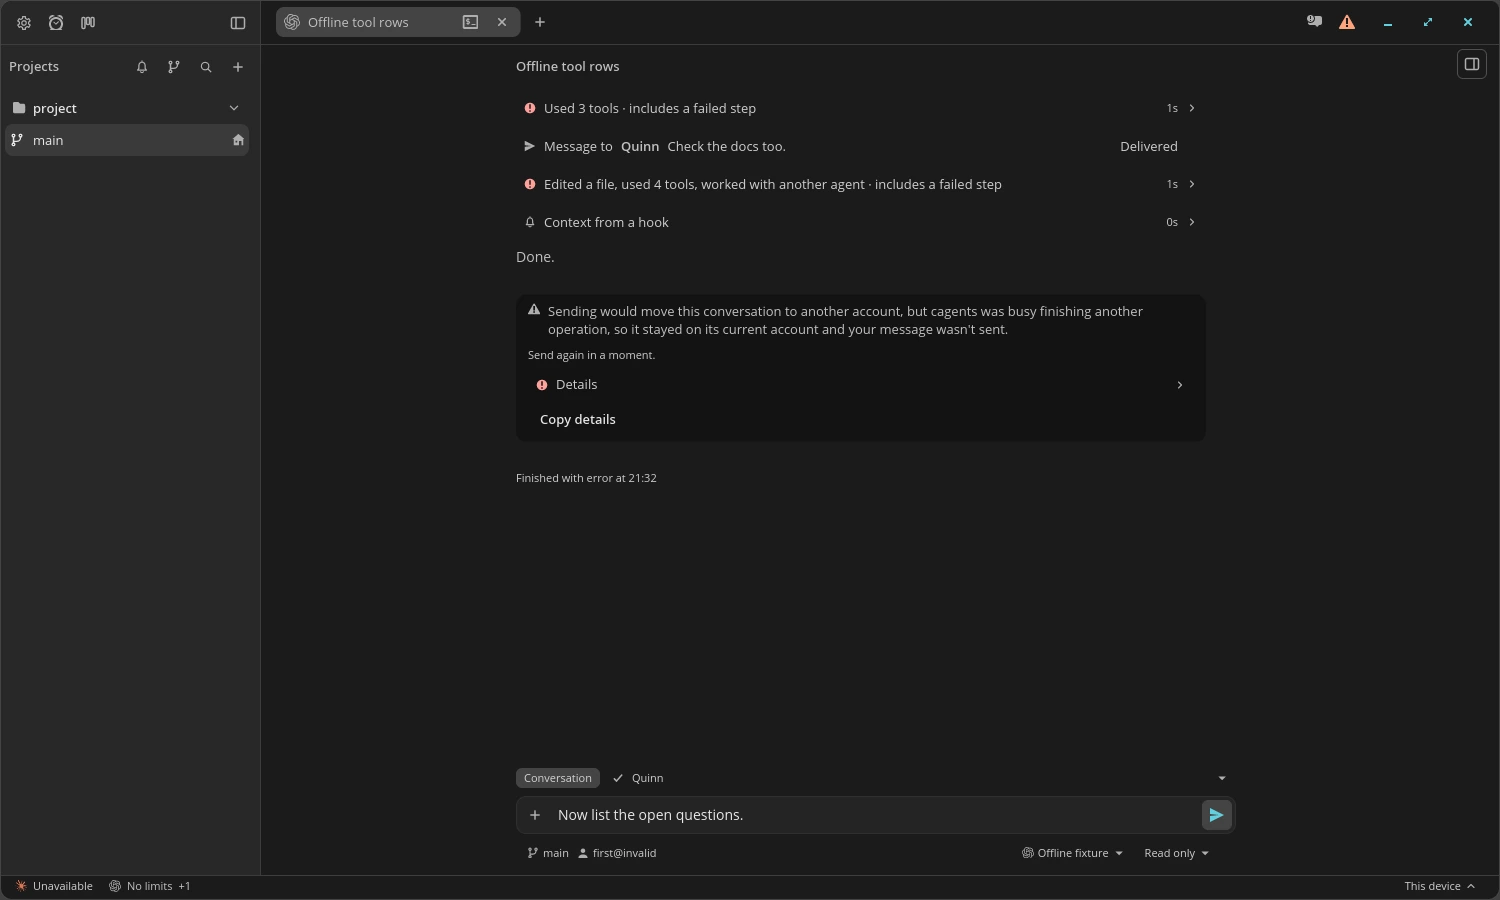 Offline tool rows
Projects
Offline tool rows
project
Used 3 tools · includes a failed step 1s
main
Message to Quinn Check the docs too. Delivered
Edited a file, used 4 tools, worked with another agent · includes a failed step 1s
Context from a hook 0s
Done.
Sending would move this conversation to another account, but cagents was busy finishing another
operation, so it stayed on its current account and your message wasn't sent.
Send again in a moment.
Details
Copy details
Finished with error at 21:32
Conversation Quinn
Now list the open questions.
main first@invalid Offline fixture Read only
Unavailable No limits +1 This device